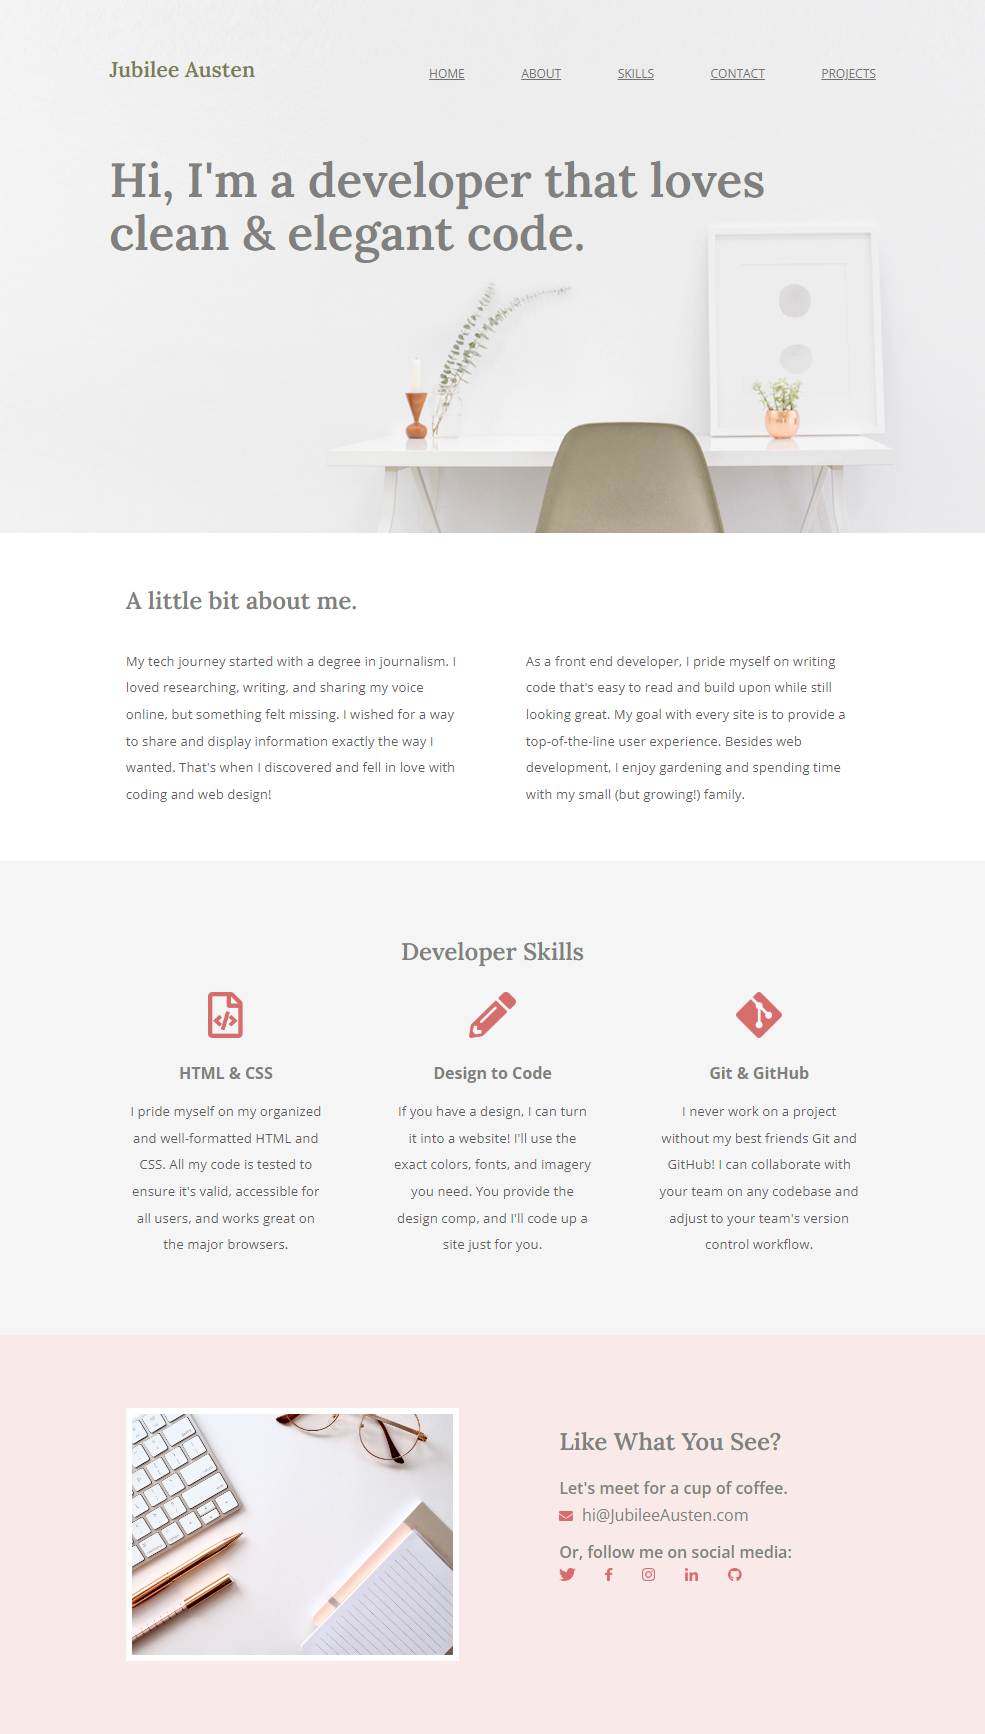 Jubilee Austen
HOME ABOUT SKILLS CONTACT PROJECTS
Hi, I'm a developer that loves
clean & elegant code.
A little bit about me.
My tech journey started with a degree in journalism. I
loved researching, writing, and sharing my voice
online, but something felt missing. I wished for a way
to share and display information exactly the way I
wanted. That's when I discovered and fell in love with
coding and web design!
As a front end developer, I pride myself on writing
code that's easy to read and build upon while still
looking great. My goal with every site is to provide a
top-of-the-line user experience. Besides web
development, I enjoy gardening and spending time
with my small (but growing!) family.
Developer Skills
HTML & CSS
I pride myself on my organized
and well-formatted HTML and
CSS. All my code is tested to
ensure it's valid, accessible for
all users, and works great on
the major browsers.
Design to Code
If you have a design, I can turn
it into a website! I'll use the
exact colors, fonts, and imagery
you need. You provide the
design comp, and I'll code up a
site just for you.
Git & GitHub
I never work on a project
without my best friends Git and
GitHub! I can collaborate with
your team on any codebase and
adjust to your team's version
control workflow.
Like What You See?
Let's meet for a cup of coffee.
hi@JubileeAusten.com
Or, follow me on social media: